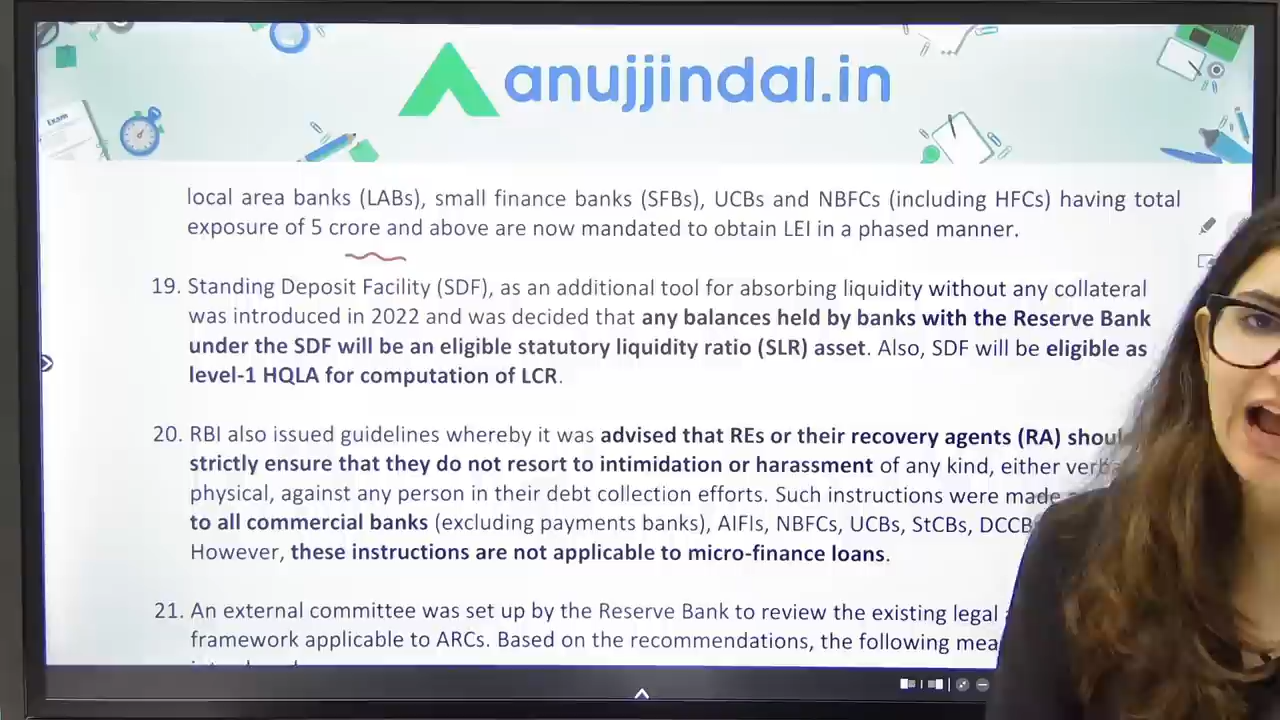 Exam
anujjindal.in
local area banks (LABs), small finance banks (SFBs), UCBs and NBFCs (including HFCs) having total
exposure of 5 crore and above are now mandated to obtain LEI in a phased manner.
19. Standing Deposit Facility (SDF), as an additional tool for absorbing liquidity without any collateral
was introduced in 2022 and was decided that any balances held by banks with the Reserve Bank
under the SDF will be an eligible statutory liquidity ratio (SLR) asset. Also, SDF will be eligible as
level-1 HQLA for computation of LCR.
20. RBI also issued guidelines whereby it was advised that REs or their recovery agents (RA)
strictly ensure that they do not resort to intimidation or harassment of any kind, either
physical, against any person in their debt collection efforts. Such instructions were made
to all commercial banks (excluding payments banks), AIFIs, NBFCs, UCBs, StCBs, DCCB
However, these instructions are not applicable to micro-finance loans.
21. An external committee was set up by the Reserve Bank to review the existing legal
framework applicable to ARCs. Based on the recommendations, the following